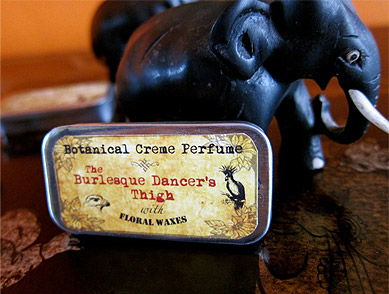 Botanical Creme Perfume
The
Burlesque Dancer's
Thigh
with
FLORAL WAXES